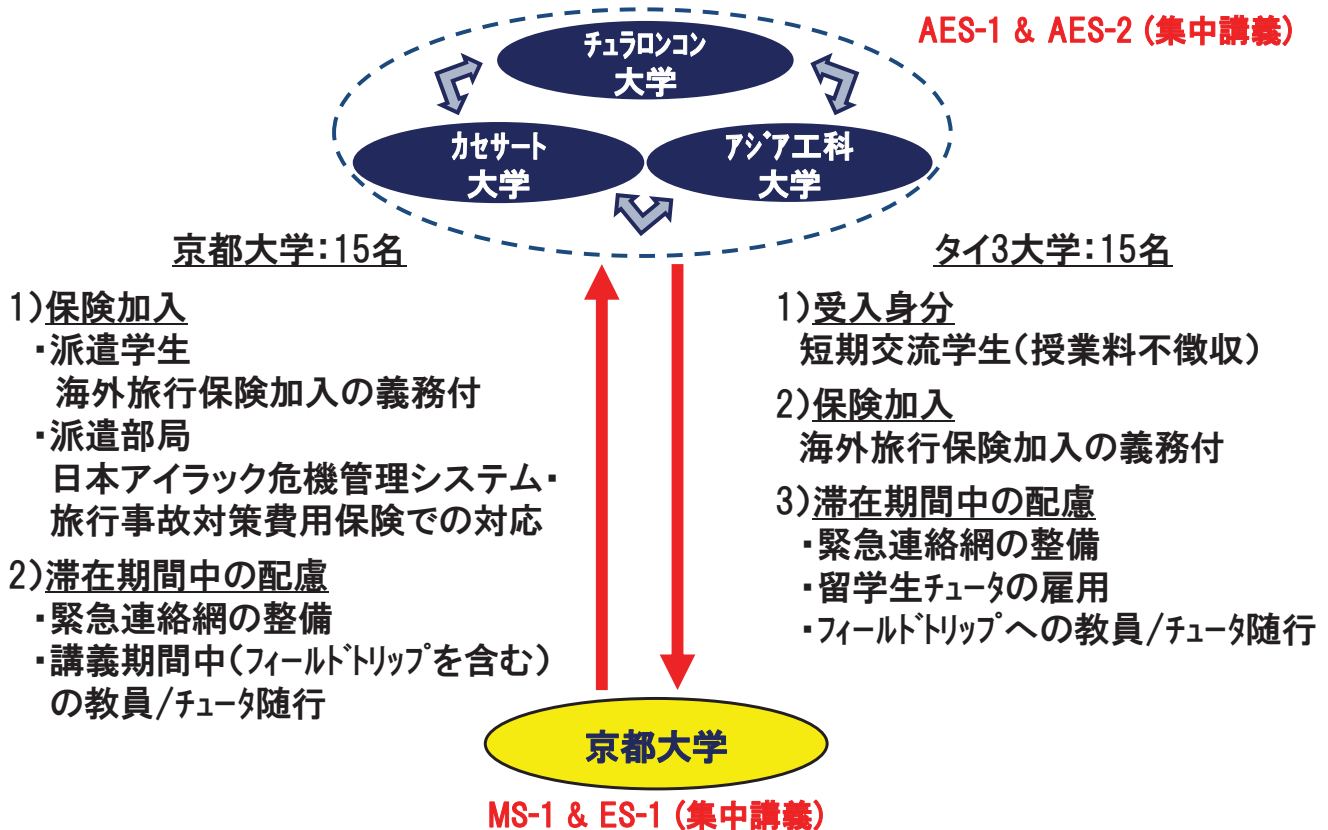 AES-1 & AES-2 (集中講義)
ﾁｭﾗﾛﾝｺﾝ
大学
ｶｾｻｰﾄ
大学
ｱｼﾞｱ工科
大学
京都大学：15名
1)保険加入
・派遣学生
海外旅行保険加入の義務付
・派遣部局
日本アイラック危機管理システム・
旅行事故対策費用保険での対応
2)滞在期間中の配慮
・緊急連絡網の整備
・講義期間中(ﾌｨｰﾙﾄﾞﾄﾘｯﾌﾟを含む)
の教員/ﾁｭｰﾀ随行
タイ3大学：15名
1)受入身分
短期交流学生(授業料不徴収)
2)保険加入
海外旅行保険加入の義務付
3)滞在期間中の配慮
・緊急連絡網の整備
・留学生ﾁｭｰﾀの雇用
・ﾌｨｰﾙﾄﾞﾄﾘｯﾌﾟへの教員/ﾁｭｰﾀ随行
京都大学
MS-1 & ES-1 (集中講義)